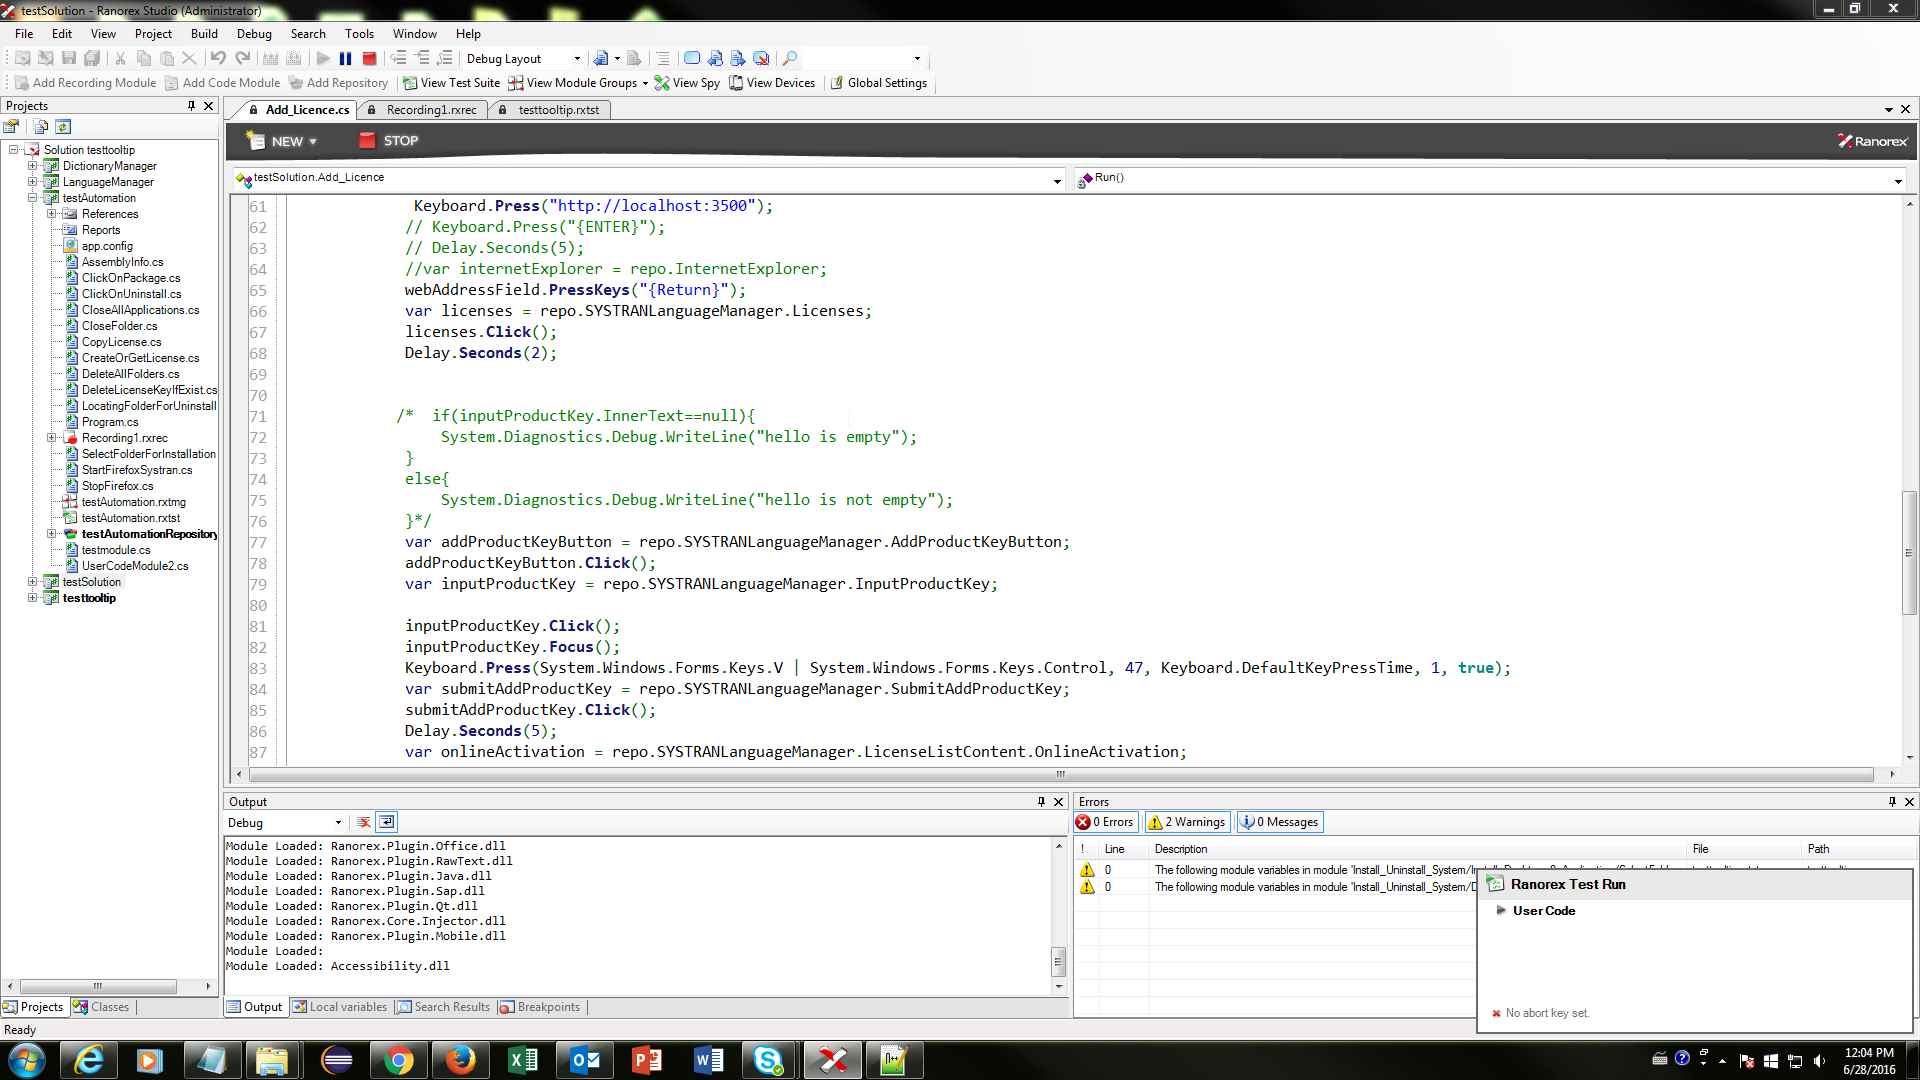 testSolution - Ranorex Studio (Administrator)
File Edit View Project Build Debug Search Tools Window Help
Debug Layout
Add Recording Module Add Code Module Add Repository View Test Suite View Module Groups View Spy View Devices Global Settings
Projects
Add_Licence.cs Recording1.rxrec testtooltip.rxtst
NEW STOP Ranorex
testSolution.Add_Licence Run()
Solution testtooltip
DictionaryManager
LanguageManager
testAutomation
References
Reports
app.config
AssemblyInfo.cs
ClickOnPackage.cs
ClickOnUninstall.cs
CloseAllApplications.cs
CloseFolder.cs
CopyLicense.cs
CreateOrGetLicense.cs
DeleteAllFolders.cs
DeleteLicenseKeyIfExist.cs
LocatingFolderForUninstall
Program.cs
Recording1.rxrec
SelectFolderForInstallation
StartFirefoxSystran.cs
StopFirefox.cs
testAutomation.rxtmg
testAutomation.rxtst
testAutomationRepository
testmodule.cs
UserCodeModule2.cs
testSolution
testtooltip
Projects Classes
61 Keyboard.Press("http://localhost:3500");
62 // Keyboard.Press("{ENTER}");
63 // Delay.Seconds(5);
64 //var internetExplorer = repo.InternetExplorer;
65 webAddressField.PressKeys("{Return}");
66 var licenses = repo.SYSTRANLanguageManager.Licenses;
67 licenses.Click();
68 Delay.Seconds(2);
69
70
71 /* if(inputProductKey.InnerText==null){
72 System.Diagnostics.Debug.WriteLine("hello is empty");
73 }
74 else{
75 System.Diagnostics.Debug.WriteLine("hello is not empty");
76 }*/
77 var addProductKeyButton = repo.SYSTRANLanguageManager.AddProductKeyButton;
78 addProductKeyButton.Click();
79 var inputProductKey = repo.SYSTRANLanguageManager.InputProductKey;
80
81 inputProductKey.Click();
82 inputProductKey.Focus();
83 Keyboard.Press(System.Windows.Forms.Keys.V | System.Windows.Forms.Keys.Control, 47, Keyboard.DefaultKeyPressTime, 1, true);
84 var submitAddProductKey = repo.SYSTRANLanguageManager.SubmitAddProductKey;
85 submitAddProductKey.Click();
86 Delay.Seconds(5);
87 var onlineActivation = repo.SYSTRANLanguageManager.LicenseListContent.OnlineActivation;
Output
Debug
Module Loaded: Ranorex.Plugin.Office.dll
Module Loaded: Ranorex.Plugin.RawText.dll
Module Loaded: Ranorex.Plugin.Java.dll
Module Loaded: Ranorex.Plugin.Sap.dll
Module Loaded: Ranorex.Plugin.Qt.dll
Module Loaded: Ranorex.Core.Injector.dll
Module Loaded: Ranorex.Plugin.Mobile.dll
Module Loaded:
Module Loaded: Accessibility.dll
Output Local variables Search Results Breakpoints
Errors
0 Errors 2 Warnings 0 Messages
! Line Description File Path
0 The following module variables in module 'Install_Uninstall_System/
0 The following module variables in module 'Install_Uninstall_System/
Ranorex Test Run
User Code
No abort key set.
Ready
12:04 PM
6/28/2016